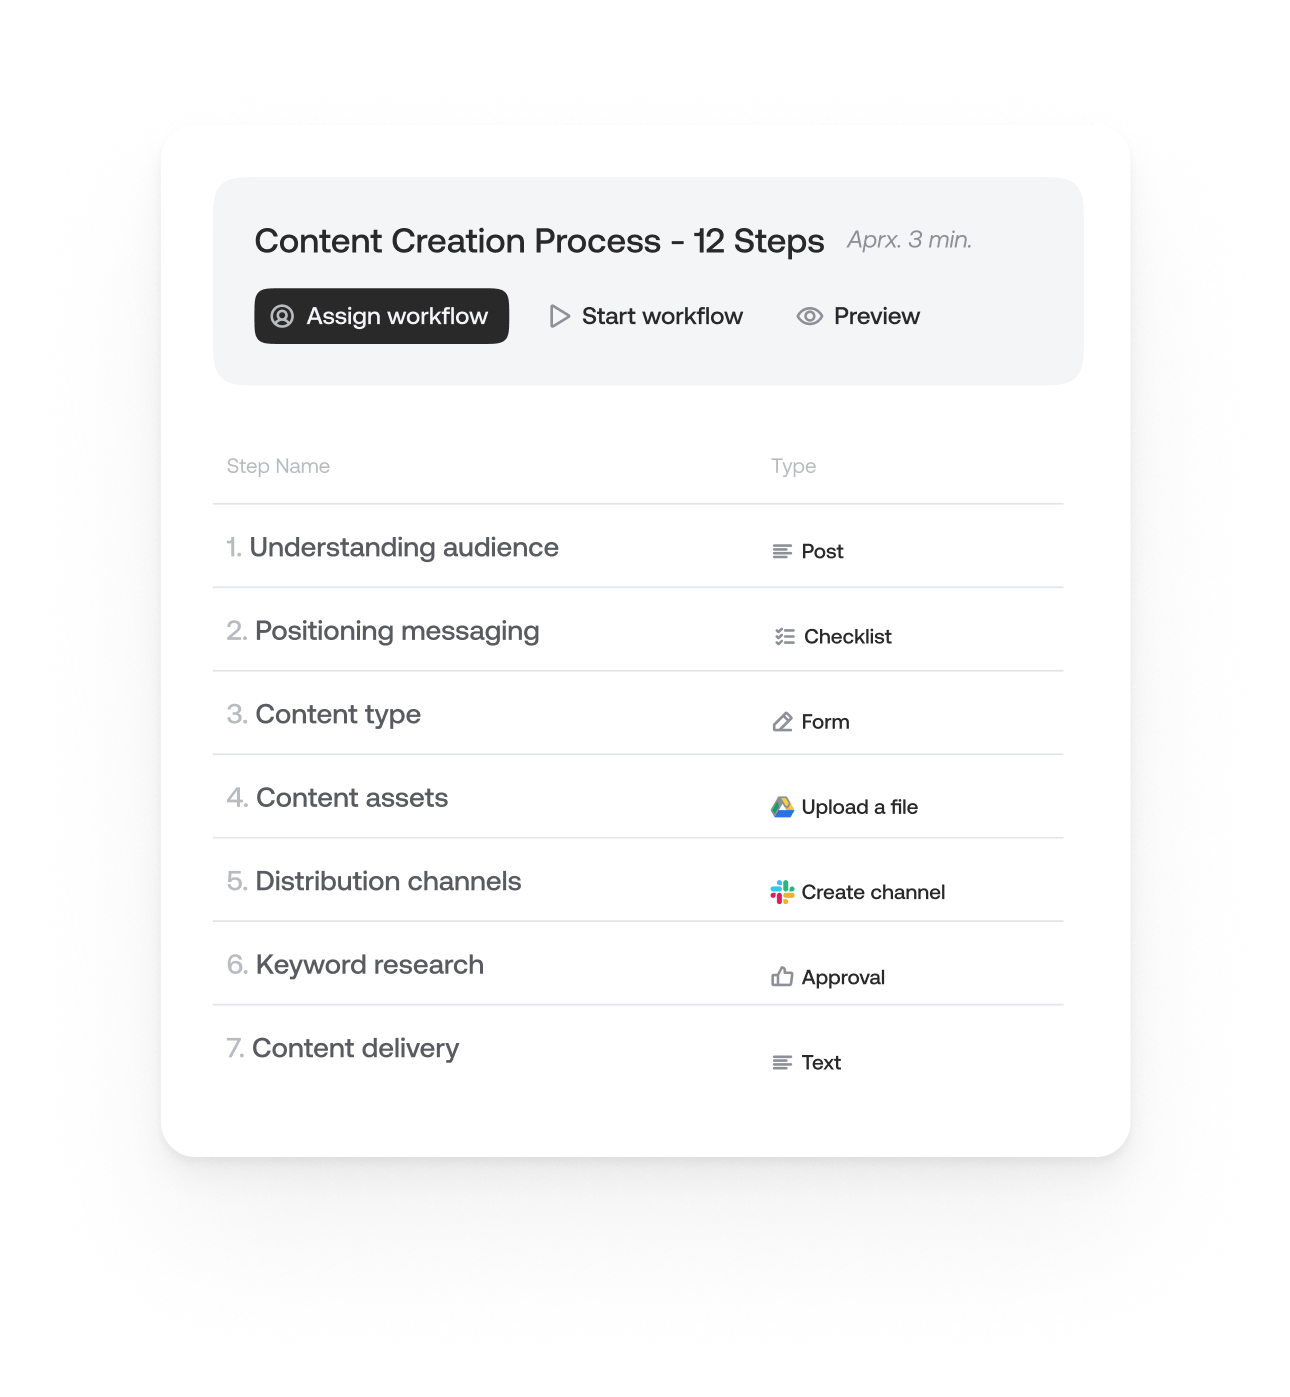 Content Creation Process - 12 Steps Aprx. 3 min.
Assign workflow Start workflow Preview
Step Name Type
1. Understanding audience Post
2. Positioning messaging Checklist
3. Content type Form
4. Content assets Upload a file
5. Distribution channels Create channel
6. Keyword research Approval
7. Content delivery Text